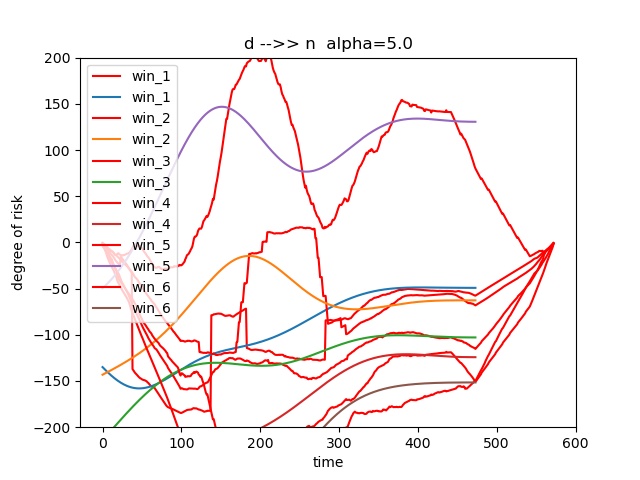 d -->> n  alpha=5.0
degree of risk
200
150
100
50
0
−50
−100
−150
−200
win_1
win_1
win_2
win_2
win_3
win_3
win_4
win_4
win_5
win_5
win_6
win_6
0
100
200
300
400
500
600
time